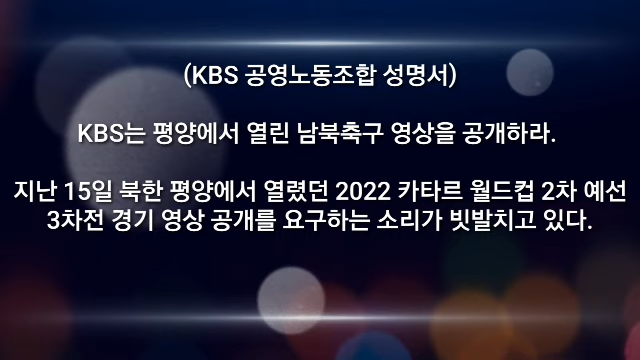 (KBS 공영노동조합 성명서)
KBS는 평양에서 열린 남북축구 영상을 공개하라.
지난 15일 북한 평양에서 열렸던 2022 카타르 월드컵 2차 예선
3차전 경기 영상 공개를 요구하는 소리가 빗발치고 있다.